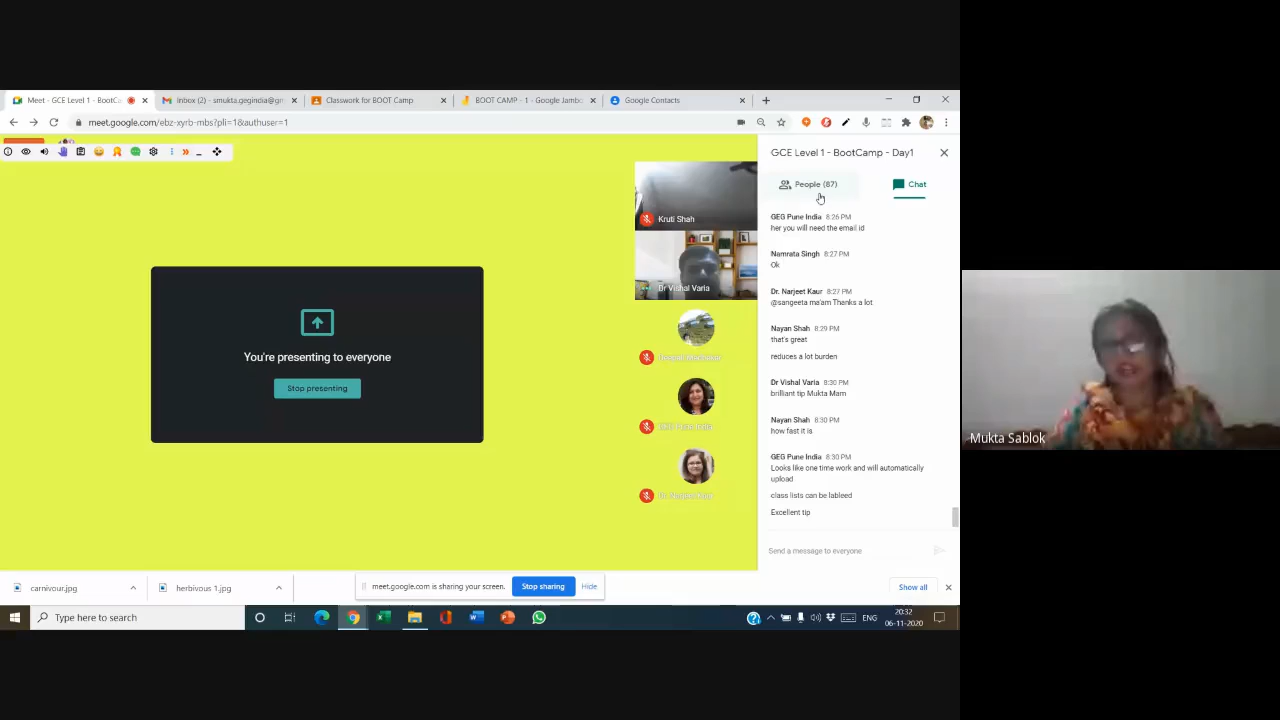 Meet - GCE Level 1 - BootCa
Inbox (2) - smukta.gegindia@gm
Classwork for BOOT Camp
BOOT CAMP - 1 - Google Jambo
Google Contacts
meet.google.com/ebz-xyrb-mbs?pli=1&authuser=1
GCE Level 1 - BootCamp - Day1
People (87)
Chat
GEG Pune India 8:26 PM
her you will need the email id
Namrata Singh 8:27 PM
Ok
Dr. Narjeet Kaur 8:27 PM
@sangeeta ma'am Thanks a lot
Nayan Shah 8:29 PM
that's great
reduces a lot burden
Dr Vishal Varia 8:30 PM
brilliant tip Mukta Mam
Nayan Shah 8:30 PM
how fast it is
GEG Pune India 8:30 PM
Looks like one time work and will automatically
upload
class lists can be lableed
Excellent tip
Send a message to everyone
You're presenting to everyone
Stop presenting
Kruti Shah
Dr Vishal Varia
Mukta Sablok
carnivour.jpg
herbivous 1.jpg
meet.google.com is sharing your screen.
Stop sharing
Hide
Show all
Type here to search
ENG
20:32
06-11-2020